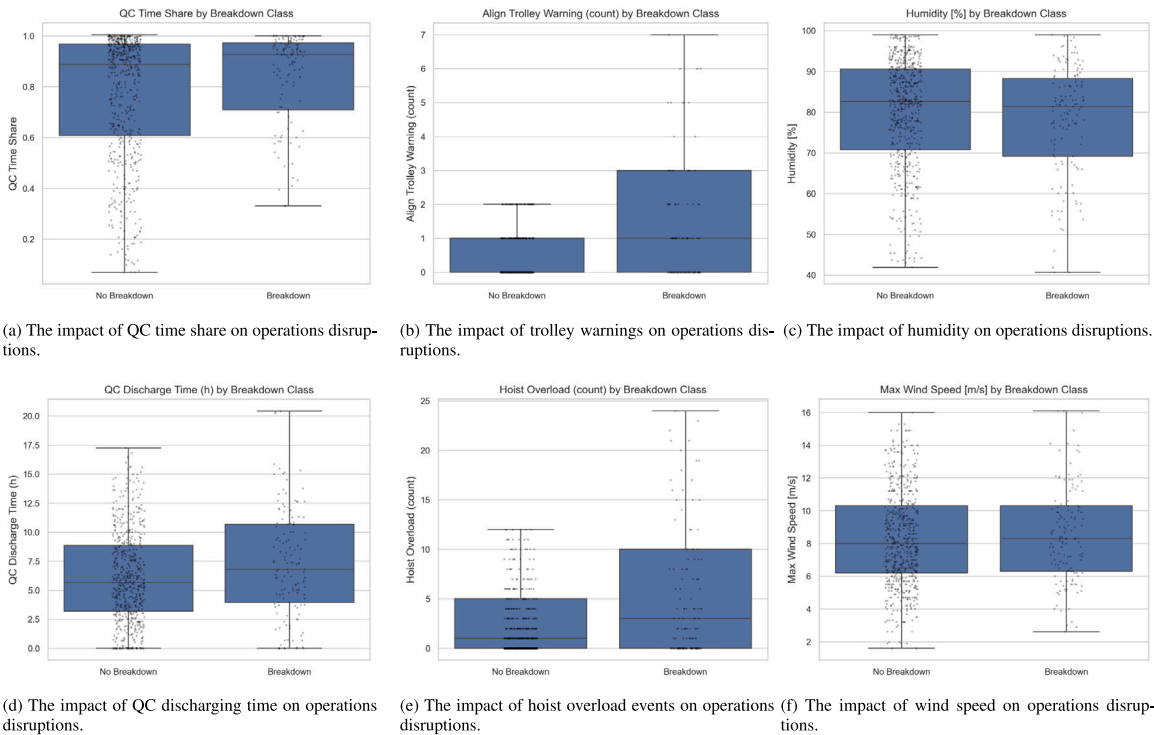 QC Time Share by Breakdown Class
QC Time Share
1.0
0.8
0.6
0.4
0.2
No Breakdown
Breakdown
Align Trolley Warning (count) by Breakdown Class
Align Trolley Warning (count)
7
6
5
4
3
2
1
0
No Breakdown
Breakdown
Humidity [%] by Breakdown Class
Humidity [%]
100
90
80
70
60
50
40
No Breakdown
Breakdown
(a) The impact of QC time share on operations disrup-
tions.
(b) The impact of trolley warnings on operations dis-
ruptions.
(c) The impact of humidity on operations disruptions.
QC Discharge Time (h) by Breakdown Class
QC Discharge Time (h)
20.0
17.5
15.0
12.5
10.0
7.5
5.0
2.5
0.0
No Breakdown
Breakdown
Hoist Overload (count) by Breakdown Class
Hoist Overload (count)
25
20
15
10
5
0
No Breakdown
Breakdown
Max Wind Speed [m/s] by Breakdown Class
Max Wind Speed [m/s]
16
14
12
10
8
6
4
2
No Breakdown
Breakdown
(d) The impact of QC discharging time on operations
disruptions.
(e) The impact of hoist overload events on operations
disruptions.
(f) The impact of wind speed on operations disrup-
tions.